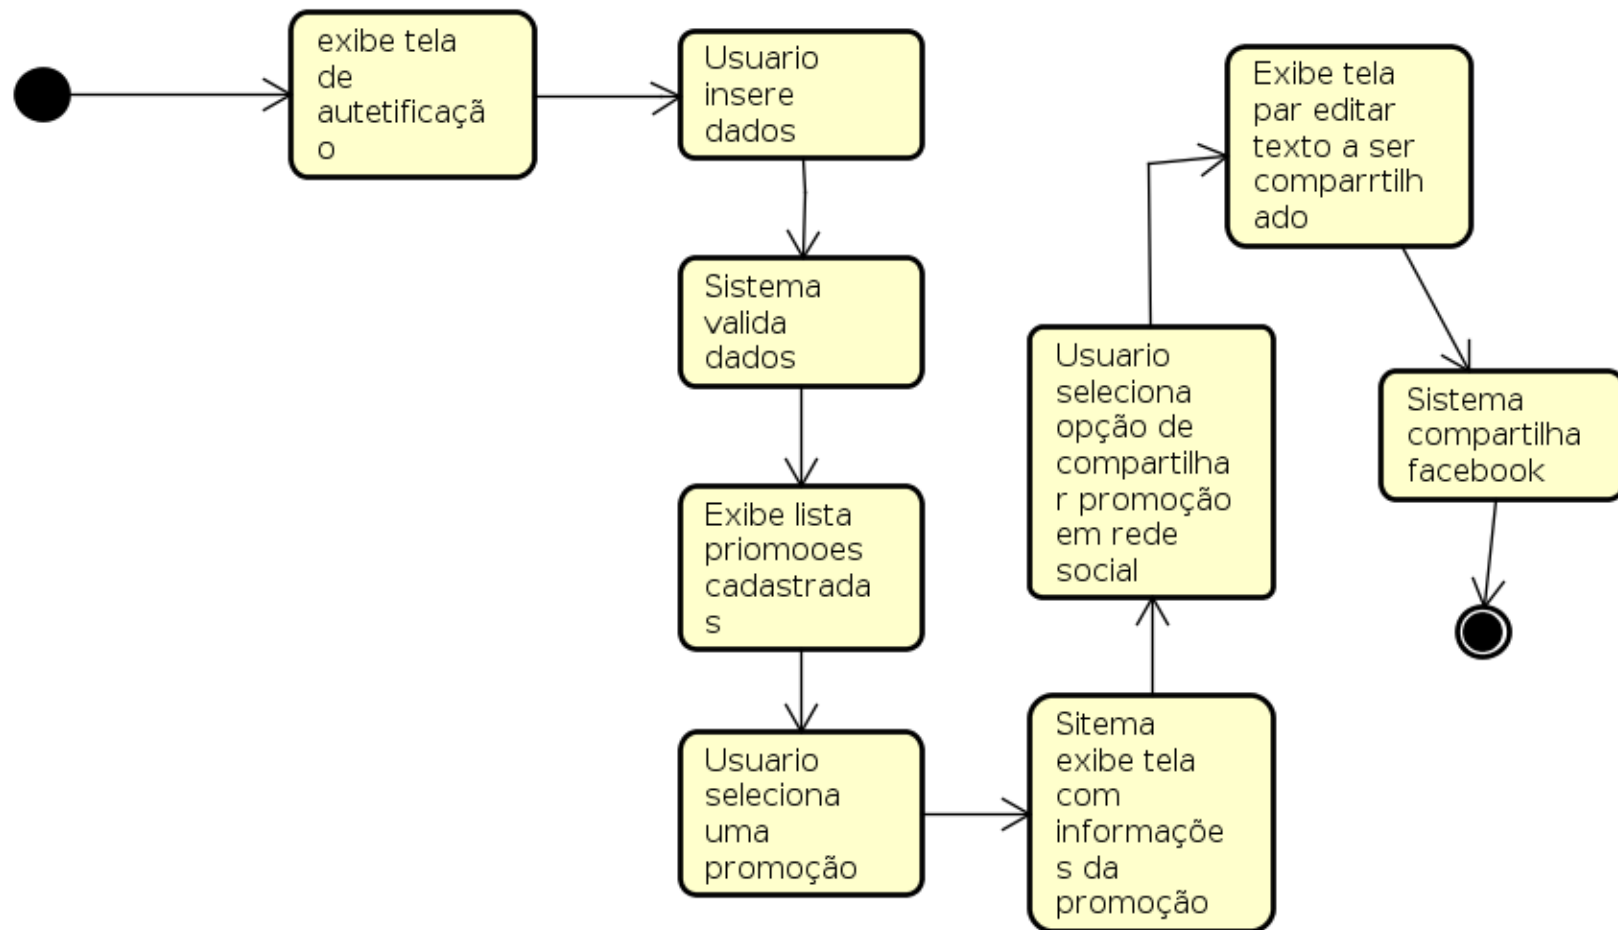 exibe tela
de
autetificaçã
o
Usuario
insere
dados
Sistema
valida
dados
Exibe lista
priomooes
cadastrada
s
Usuario
seleciona
uma
promoção
Sitema
exibe tela
com
informaçõe
s da
promoção
Usuario
seleciona
opção de
compartilha
r promoção
em rede
social
Exibe tela
par editar
texto a ser
comparrtilh
ado
Sistema
compartilha
facebook